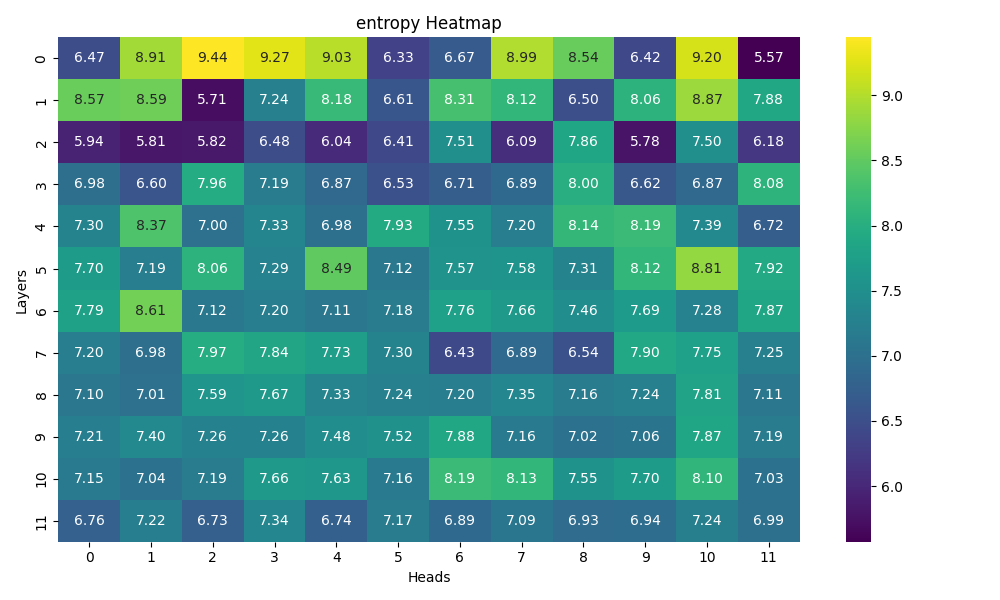 entropy Heatmap
0 6.47 8.91 9.44 9.27 9.03 6.33 6.67 8.99 8.54 6.42 9.20 5.57
1 8.57 8.59 5.71 7.24 8.18 6.61 8.31 8.12 6.50 8.06 8.87 7.88
2 5.94 5.81 5.82 6.48 6.04 6.41 7.51 6.09 7.86 5.78 7.50 6.18
3 6.98 6.60 7.96 7.19 6.87 6.53 6.71 6.89 8.00 6.62 6.87 8.08
4 7.30 8.37 7.00 7.33 6.98 7.93 7.55 7.20 8.14 8.19 7.39 6.72
5 7.70 7.19 8.06 7.29 8.49 7.12 7.57 7.58 7.31 8.12 8.81 7.92
6 7.79 8.61 7.12 7.20 7.11 7.18 7.76 7.66 7.46 7.69 7.28 7.87
7 7.20 6.98 7.97 7.84 7.73 7.30 6.43 6.89 6.54 7.90 7.75 7.25
8 7.10 7.01 7.59 7.67 7.33 7.24 7.20 7.35 7.16 7.24 7.81 7.11
9 7.21 7.40 7.26 7.26 7.48 7.52 7.88 7.16 7.02 7.06 7.87 7.19
10 7.15 7.04 7.19 7.66 7.63 7.16 8.19 8.13 7.55 7.70 8.10 7.03
11 6.76 7.22 6.73 7.34 6.74 7.17 6.89 7.09 6.93 6.94 7.24 6.99
0 1 2 3 4 5 6 7 8 9 10 11
Heads
Layers
9.0
8.5
8.0
7.5
7.0
6.5
6.0